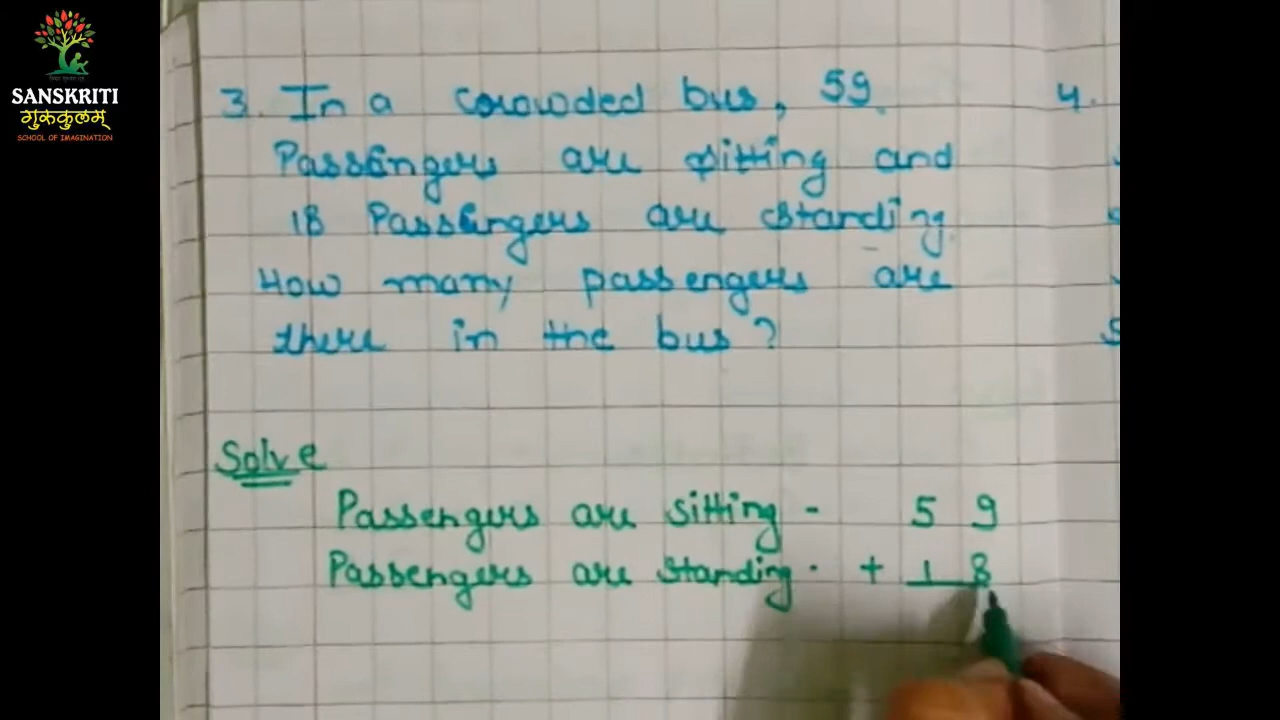 SANSKRITI
गुरुकुलम्
SCHOOL OF IMAGINATION
3. In a crowded bus, 59
Passengers are sitting and
18 Passengers are standing.
How many passengers are
there in the bus?
4.
Solve
Passengers are sitting - 5 9
Passengers are standing - + 1 8